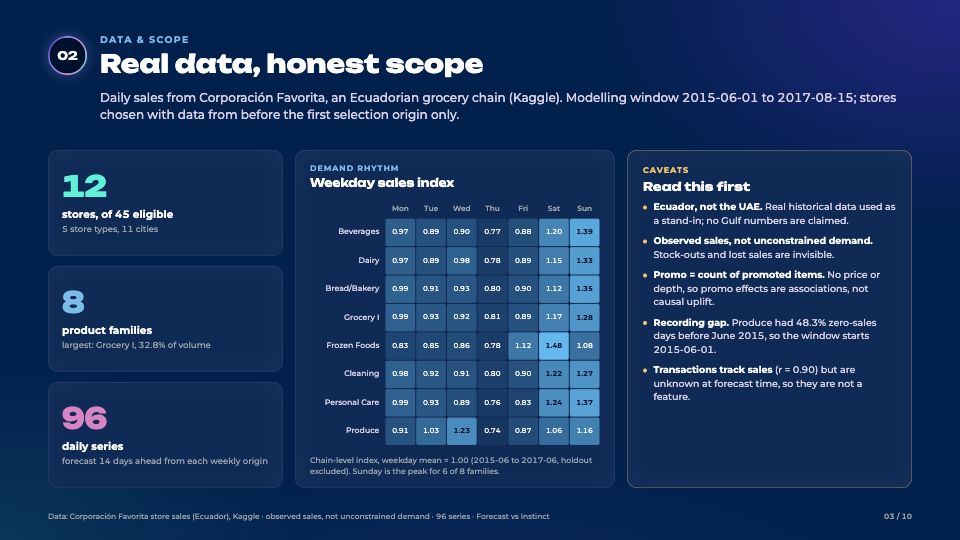 02
DATA & SCOPE
Real data, honest scope
Daily sales from Corporación Favorita, an Ecuadorian grocery chain (Kaggle). Modelling window 2015-06-01 to 2017-08-15; stores
chosen with data from before the first selection origin only.
12
stores, of 45 eligible
5 store types, 11 cities
8
product families
largest: Grocery I, 32.8% of volume
96
daily series
forecast 14 days ahead from each weekly origin
DEMAND RHYTHM
Weekday sales index
Mon Tue Wed Thu Fri Sat Sun
Beverages 0.97 0.89 0.90 0.77 0.88 1.20 1.39
Dairy 0.97 0.89 0.98 0.78 0.89 1.15 1.33
Bread/Bakery 0.99 0.91 0.93 0.80 0.90 1.12 1.35
Grocery I 0.99 0.93 0.92 0.81 0.89 1.17 1.28
Frozen Foods 0.83 0.85 0.86 0.78 1.12 1.48 1.08
Cleaning 0.98 0.92 0.91 0.80 0.90 1.22 1.27
Personal Care 0.99 0.93 0.89 0.76 0.83 1.24 1.37
Produce 0.91 1.03 1.23 0.74 0.87 1.06 1.16
Chain-level index, weekday mean = 1.00 (2015-06 to 2017-06, holdout
excluded). Sunday is the peak for 6 of 8 families.
CAVEATS
Read this first
• Ecuador, not the UAE. Real historical data used as
a stand-in; no Gulf numbers are claimed.
• Observed sales, not unconstrained demand.
Stock-outs and lost sales are invisible.
• Promo = count of promoted items. No price or
depth, so promo effects are associations, not
causal uplift.
• Recording gap. Produce had 48.3% zero-sales
days before June 2015, so the window starts
2015-06-01.
• Transactions track sales (r = 0.90) but are
unknown at forecast time, so they are not a
feature.
Data: Corporación Favorita store sales (Ecuador), Kaggle · observed sales, not unconstrained demand · 96 series · Forecast vs Instinct
03 / 10